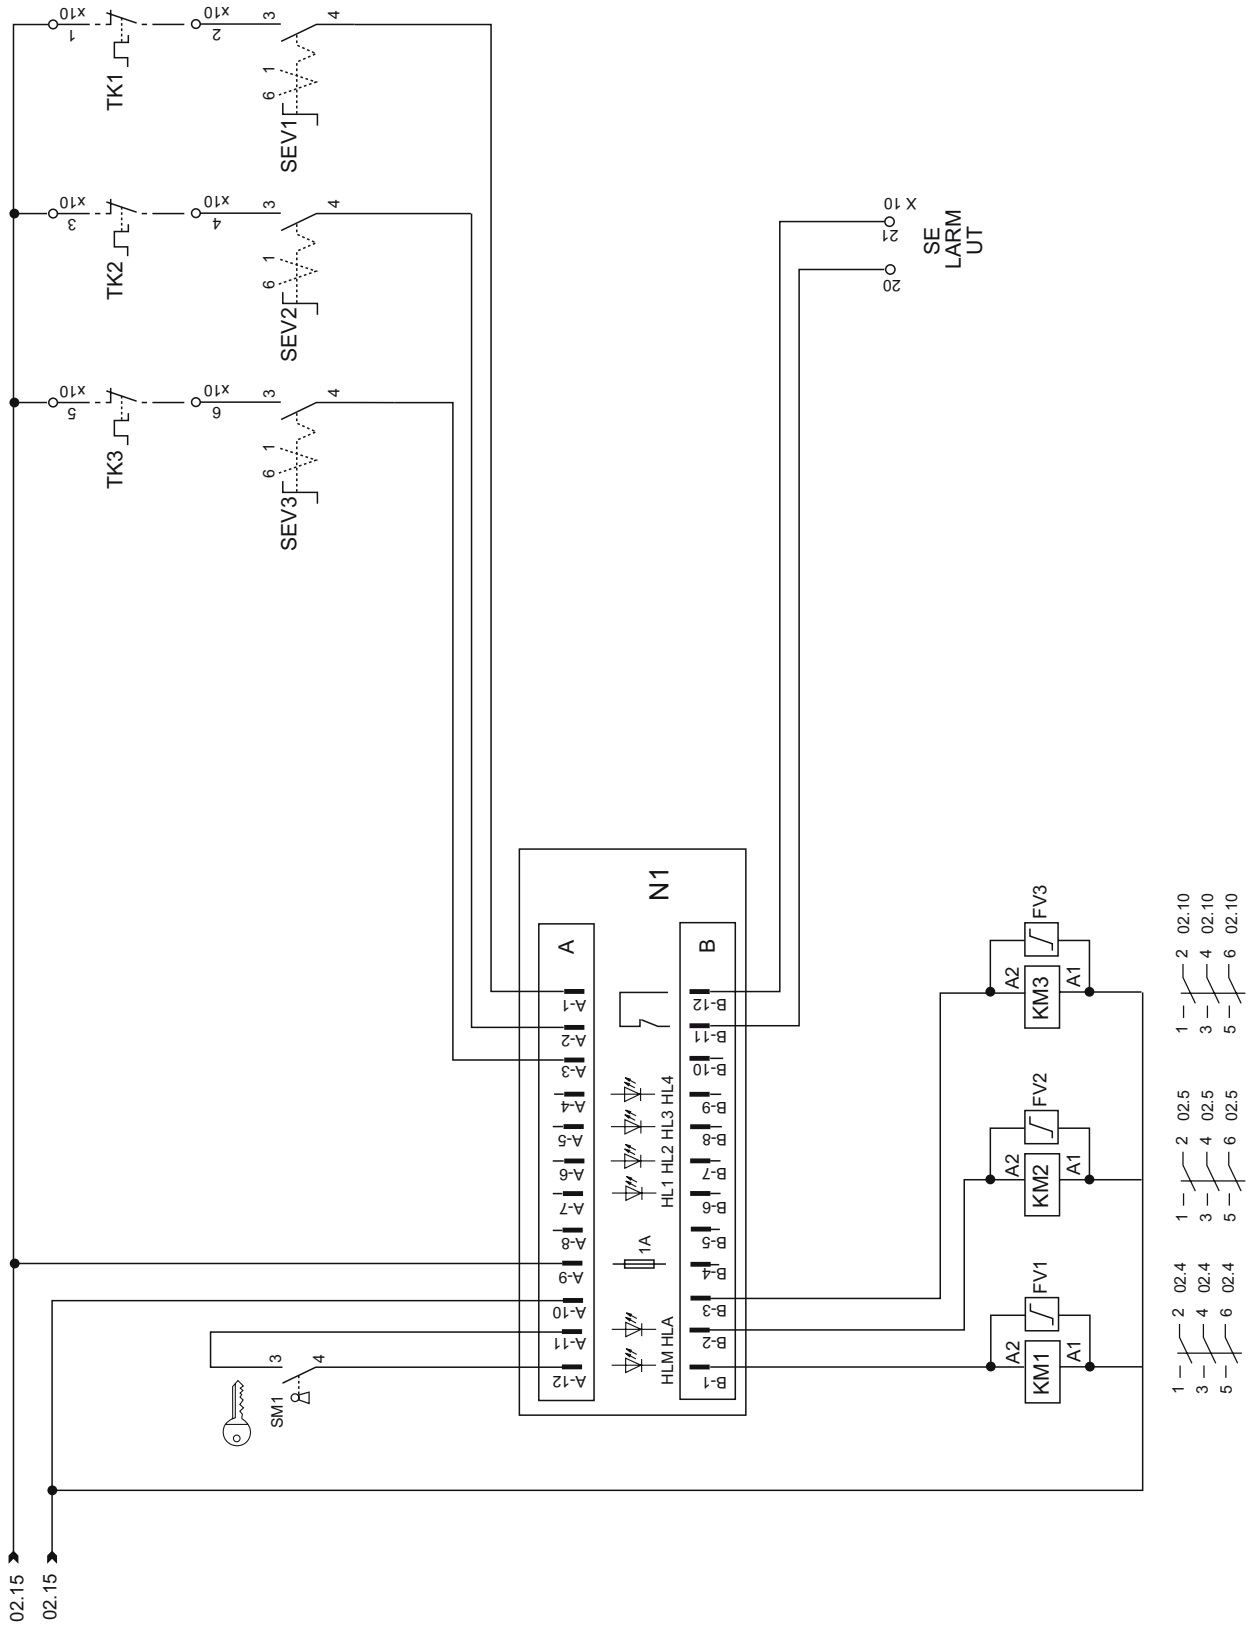 x10
1
TK1
x10
2
3
4
1
6
SEV1
x10
3
TK2
x10
4
3
4
1
6
SEV2
x10
5
TK3
x10
6
3
4
1
6
SEV3
X 10
21
20
SE
LARM
UT
N1
A
A-1
A-2
A-3
A-4
A-5
A-6
A-7
A-8
A-9
A-10
A-11
A-12
HL4
HL3
HL2
HL1
1A
HLA
HLM
B
B-12
B-11
B-10
B-9
B-8
B-7
B-6
B-5
B-4
B-3
B-2
B-1
3
4
SM1
FV3
A2
KM3
A1
FV2
A2
KM2
A1
FV1
A2
KM1
A1
1 2 02.10
3 4 02.10
5 6 02.10
1 2 02.5
3 4 02.5
5 6 02.5
1 2 02.4
3 4 02.4
5 6 02.4
02.15
02.15